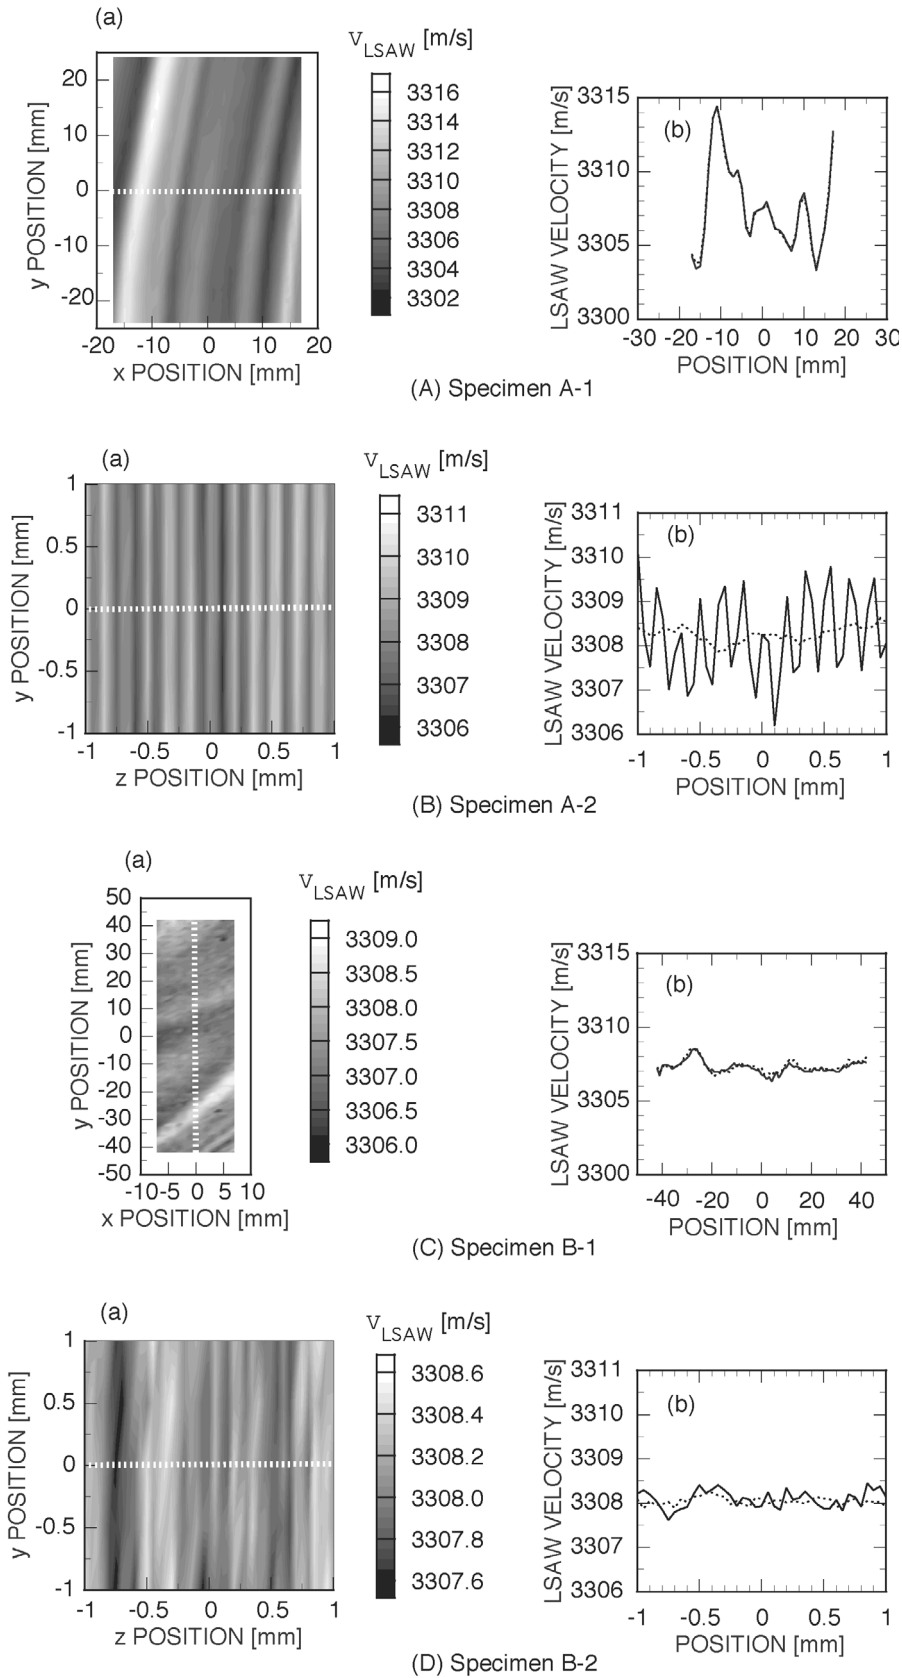 (a)
VLSAW [m/s]
y POSITION [mm]
20
10
0
-10
-20
-20 -10 0 10 20
x POSITION [mm]
3316
3314
3312
3310
3308
3306
3304
3302
LSAW VELOCITY [m/s]
3315
3310
3305
3300
(b)
-30 -20 -10 0 10 20 30
POSITION [mm]
(A) Specimen A-1
(a)
VLSAW [m/s]
y POSITION [mm]
1
0.5
0
-0.5
-1
-1 -0.5 0 0.5 1
z POSITION [mm]
3311
3310
3309
3308
3307
3306
LSAW VELOCITY [m/s]
3311
3310
3309
3308
3307
3306
(b)
-1 -0.5 0 0.5 1
POSITION [mm]
(B) Specimen A-2
(a)
VLSAW [m/s]
y POSITION [mm]
50
40
30
20
10
0
-10
-20
-30
-40
-50
-10 -5 0 5 10
x POSITION [mm]
3309.0
3308.5
3308.0
3307.5
3307.0
3306.5
3306.0
LSAW VELOCITY [m/s]
3315
3310
3305
3300
(b)
-40 -20 0 20 40
POSITION [mm]
(C) Specimen B-1
(a)
VLSAW [m/s]
y POSITION [mm]
1
0.5
0
-0.5
-1
-1 -0.5 0 0.5 1
z POSITION [mm]
3308.6
3308.4
3308.2
3308.0
3307.8
3307.6
LSAW VELOCITY [m/s]
3311
3310
3309
3308
3307
3306
(b)
-1 -0.5 0 0.5 1
POSITION [mm]
(D) Specimen B-2